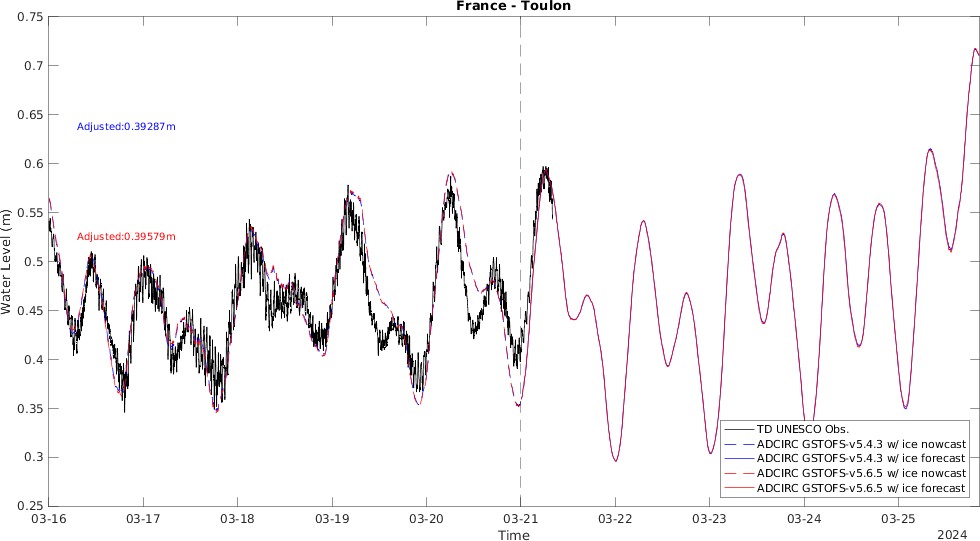 France - Toulon
0.75
0.7
0.65
0.6
0.55
0.5
0.45
0.4
0.35
0.3
0.25
Water Level (m)
Adjusted:0.39287m
Adjusted:0.39579m
TD UNESCO Obs.
ADCIRC GSTOFS-v5.4.3 w/ ice nowcast
ADCIRC GSTOFS-v5.4.3 w/ ice forecast
ADCIRC GSTOFS-v5.6.5 w/ ice nowcast
ADCIRC GSTOFS-v5.6.5 w/ ice forecast
03-16 03-17 03-18 03-19 03-20 03-21 03-22 03-23 03-24 03-25
Time
2024